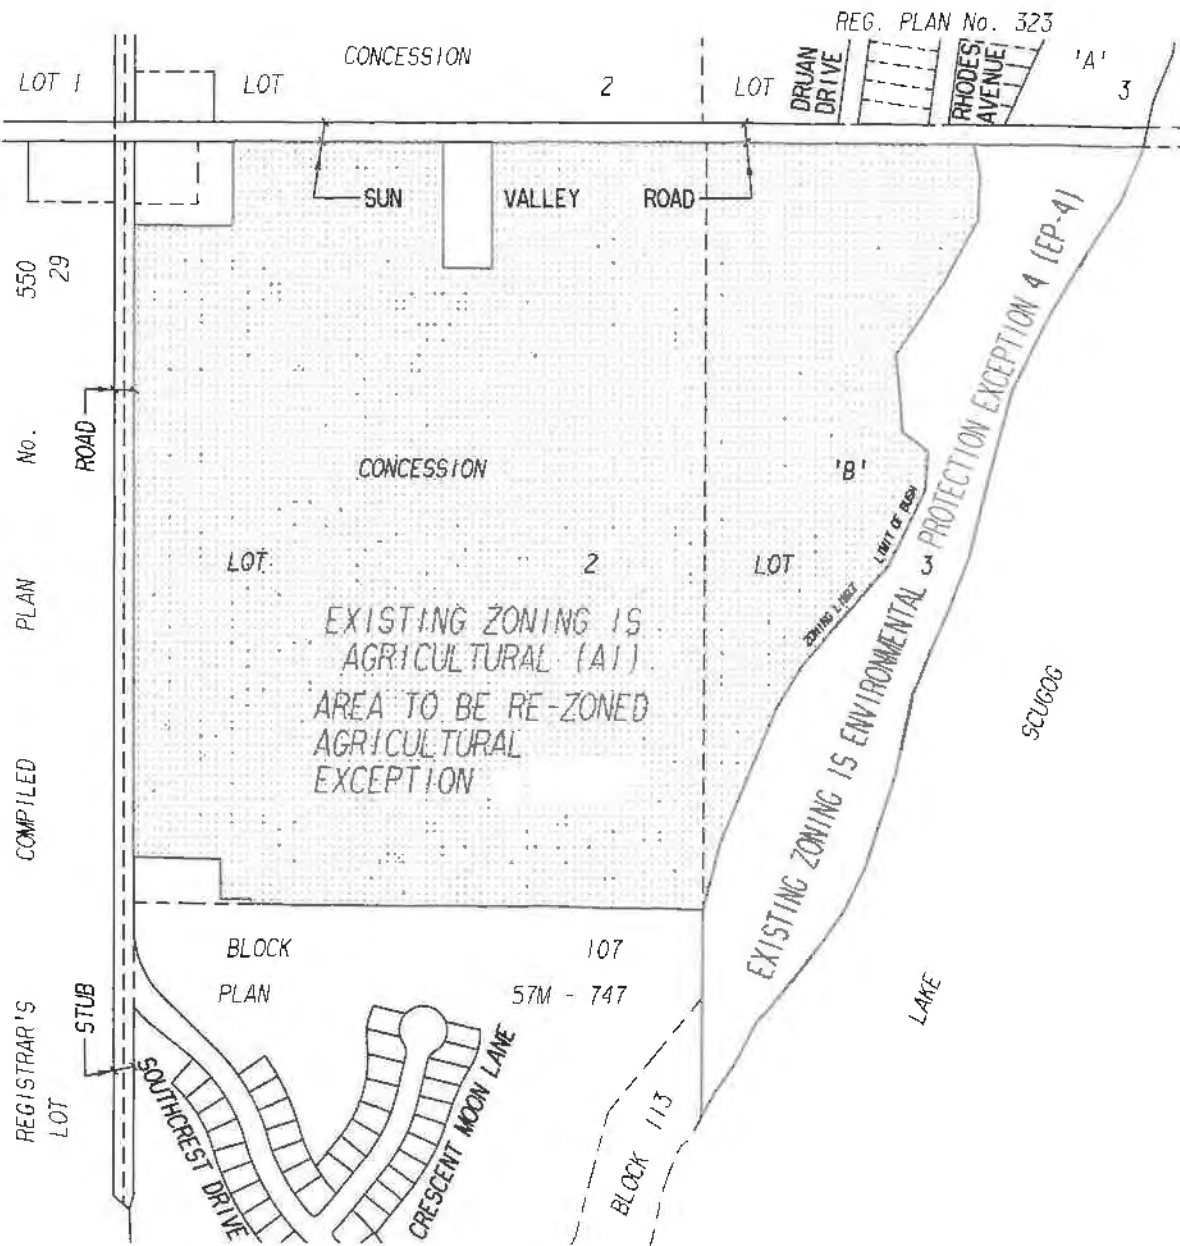 REG. PLAN No. 323
CONCESSION
LOT 1
LOT
2
LOT
DRUAN
DRIVE
RHODES
AVENUE
'A'
3
SUN VALLEY ROAD
550
29
No.
ROAD
CONCESSION
'B'
LOT
2
LOT
3
LIMIT OF BUSH
EXISTING ZONING IS
AGRICULTURAL (A1)
AREA TO BE RE-ZONED
AGRICULTURAL
EXCEPTION
EXISTING ZONING IS ENVIRONMENTAL PROTECTION EXCEPTION 4 (EP-4)
PLAN
COMPILED
SCUGOG
LAKE
BLOCK 107
PLAN 57M - 747
REGISTRAR'S
LOT
STUB
SOUTHCREST DRIVE
CRESCENT MOON LANE
BLOCK 113